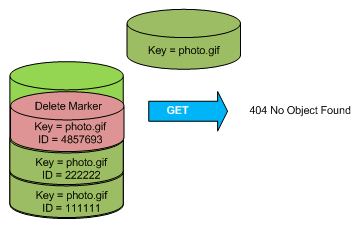 Key = photo.gif
Delete Marker
Key = photo.gif
ID = 4857693
Key = photo.gif
ID = 222222
Key = photo.gif
ID = 111111
GET
404 No Object Found